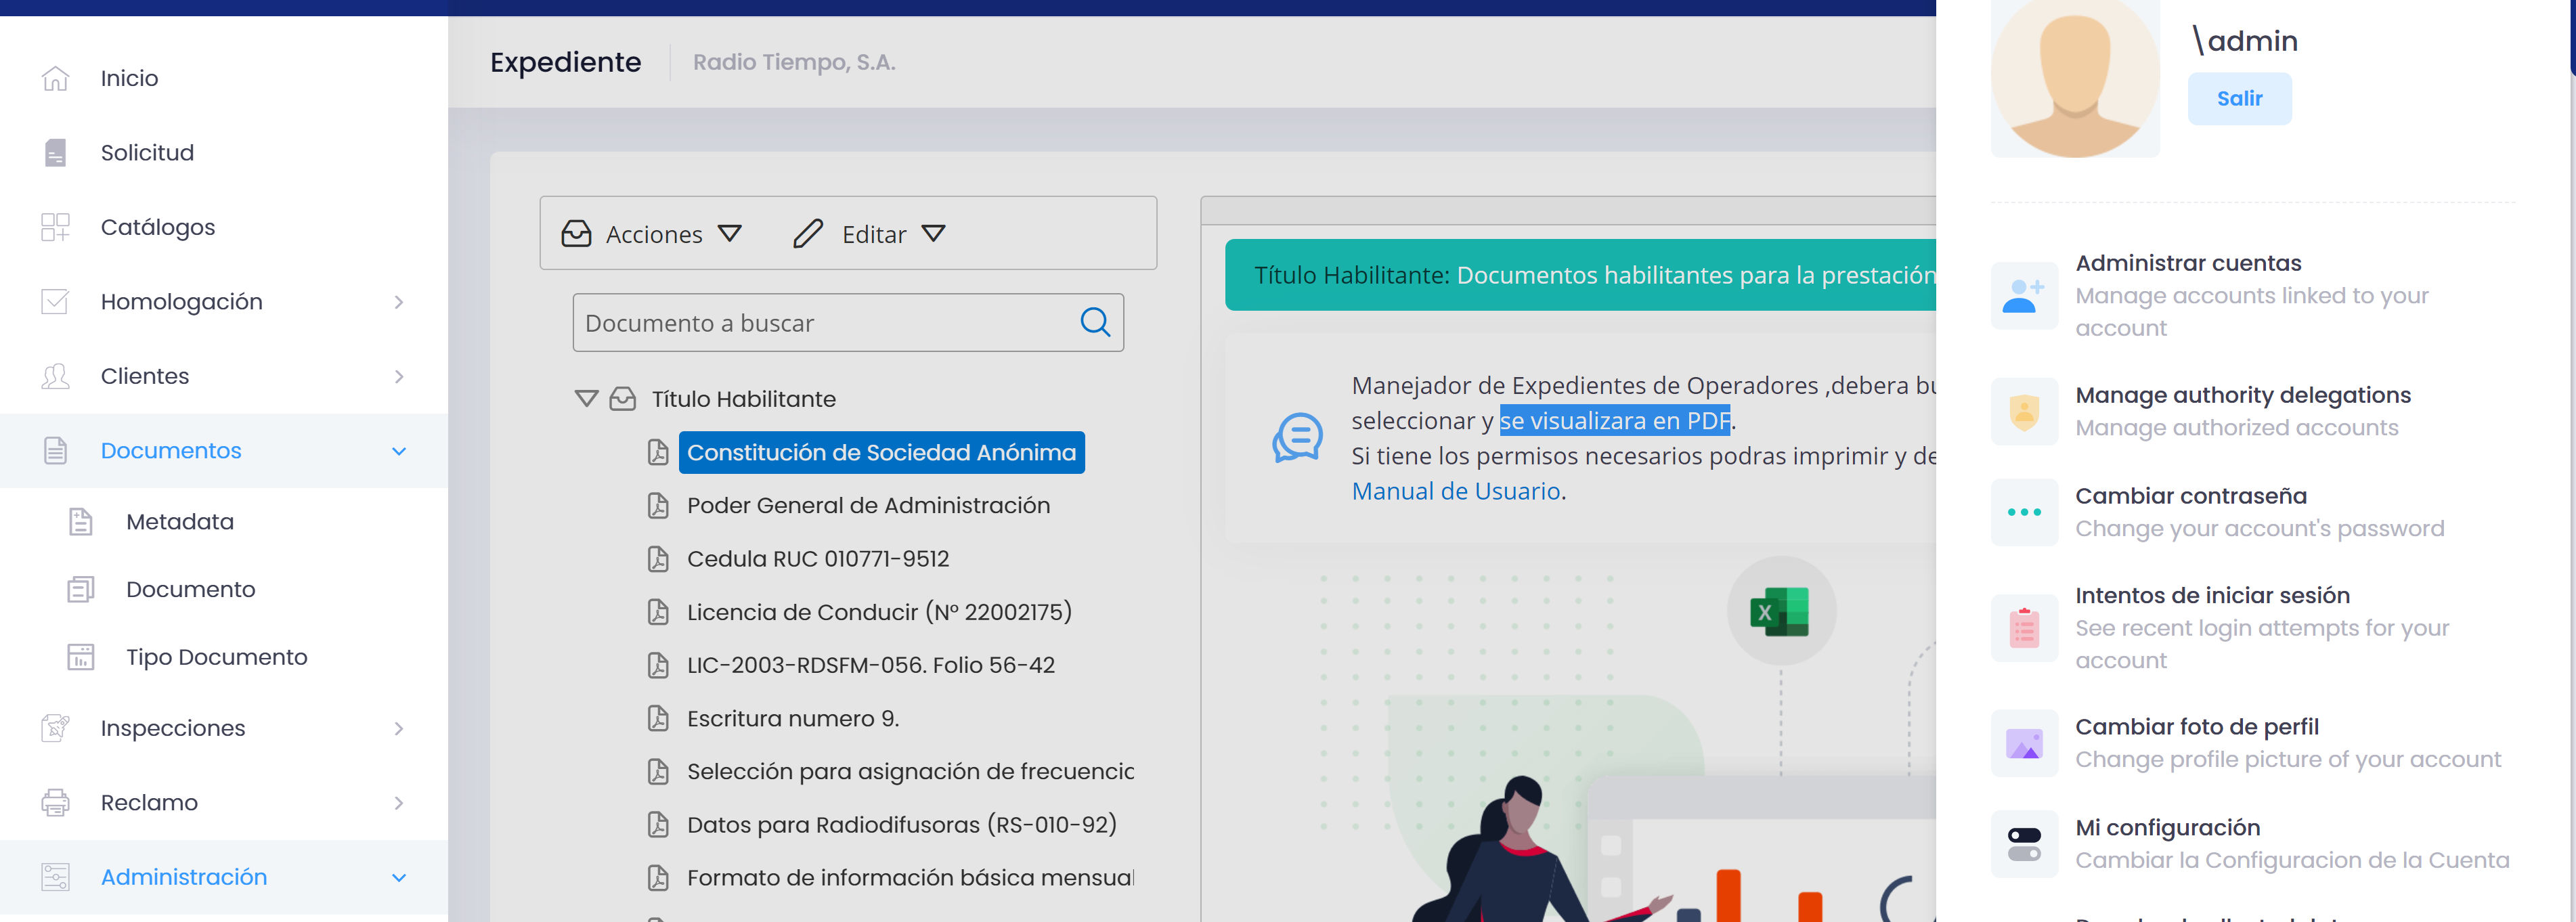 Inicio
Solicitud
Catálogos
Homologación
Clientes
Documentos
Metadata
Documento
Tipo Documento
Inspecciones
Reclamo
Administración
Expediente
Radio Tiempo, S.A.
Acciones
Editar
Documento a buscar
Título Habilitante
Constitución de Sociedad Anónima
Poder General de Administración
Cedula RUC 010771-9512
Licencia de Conducir (N° 22002175)
LIC-2003-RDSFM-056. Folio 56-42
Escritura numero 9.
Selección para asignación de
Datos para Radiodifusoras (RS-010-92)
Formato de información básica mensual
Título Habilitante: Documentos habilitantes para la prestación
Manejador de Expedientes de Operadores ,debera
seleccionar y se visualizara en PDF.
Si tiene los permisos necesarios podras imprimir y
Manual de Usuario.
X
\admin
Salir
Administrar cuentas
Manage accounts linked to your
account
Manage authority delegations
Manage authorized accounts
Cambiar contraseña
Change your account's password
Intentos de iniciar sesión
See recent login attempts for your
account
Cambiar foto de perfil
Change profile picture of your account
Mi configuración
Cambiar la Configuracion de la Cuenta